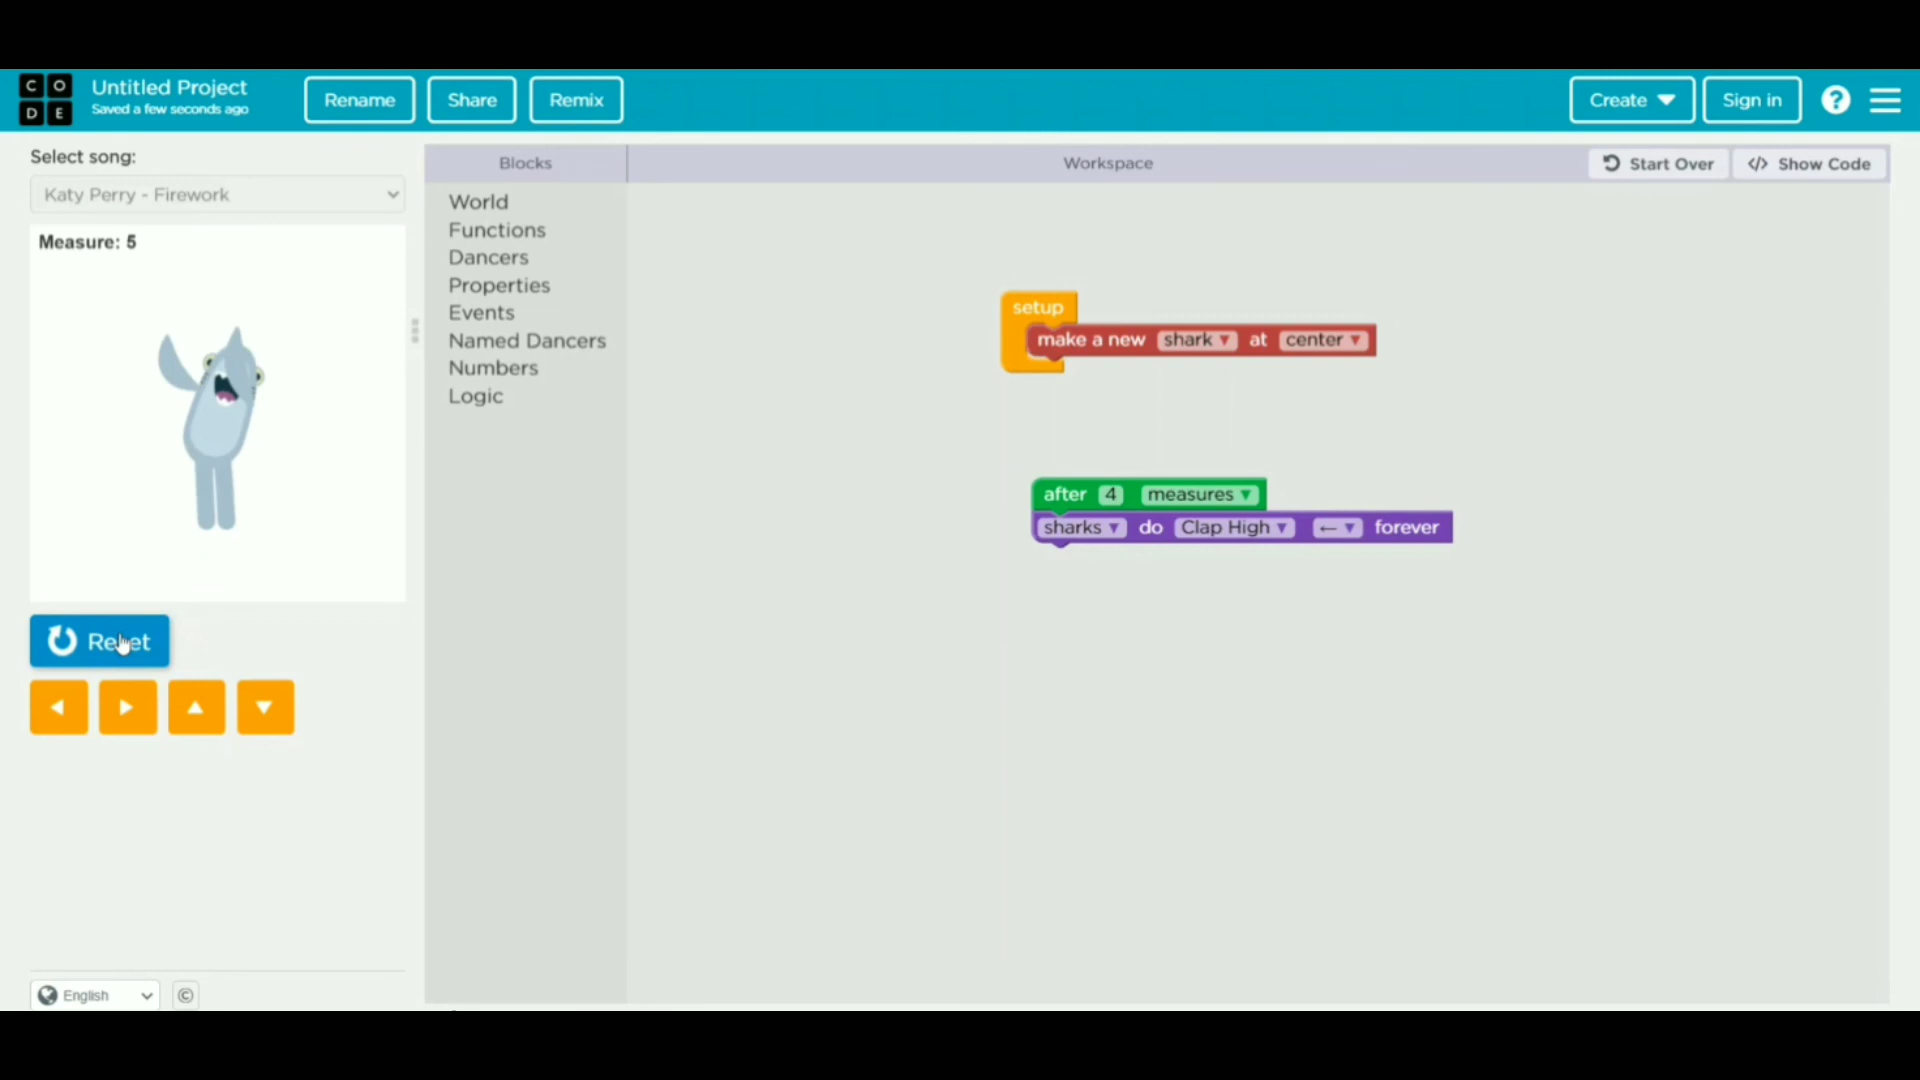 CODE
Untitled Project
Saved a few seconds ago
Rename
Share
Remix
Create
Sign in
?
Select song:
Katy Perry - Firework
Measure: 5
Reset
English
©
Blocks
World
Functions
Dancers
Properties
Events
Named Dancers
Numbers
Logic
Workspace
Start Over
</> Show Code
setup
make a new shark at center
after 4 measures
sharks do Clap High ← forever